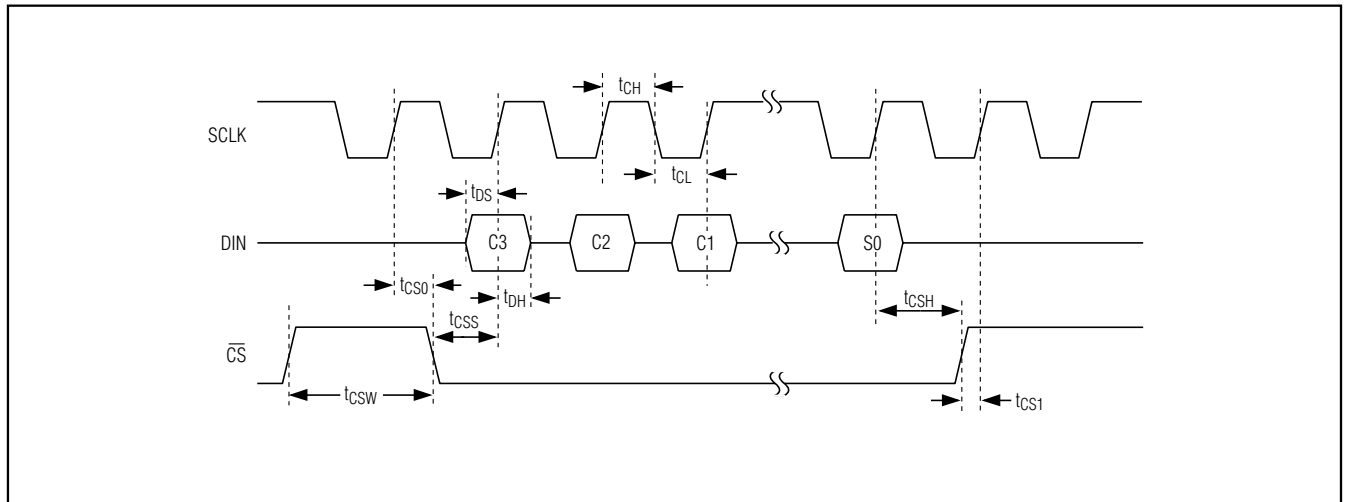 tCH
SCLK
tCL
tDS
DIN
C3
C2
C1
S0
tCS0
tDH
tCSH
tCSS
CS
tCSW
tCS1